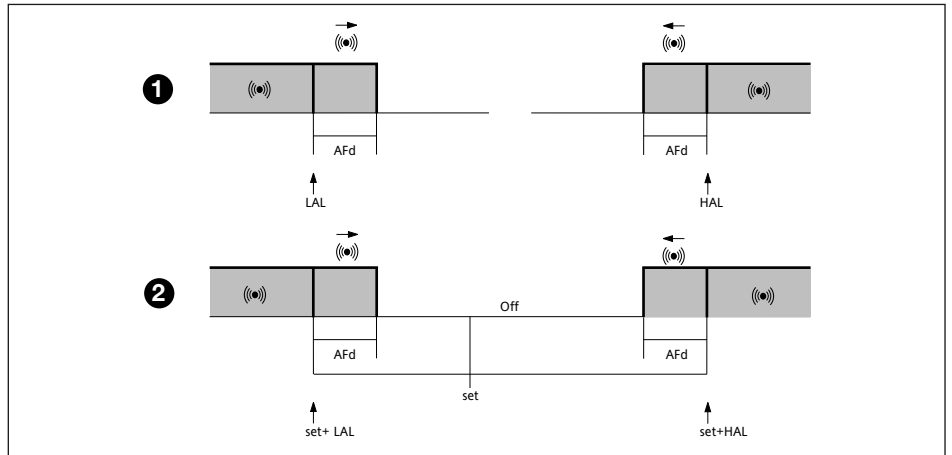 1
AFd AFd
LAL HAL
2
Off
AFd AFd
set
set+ LAL set+HAL